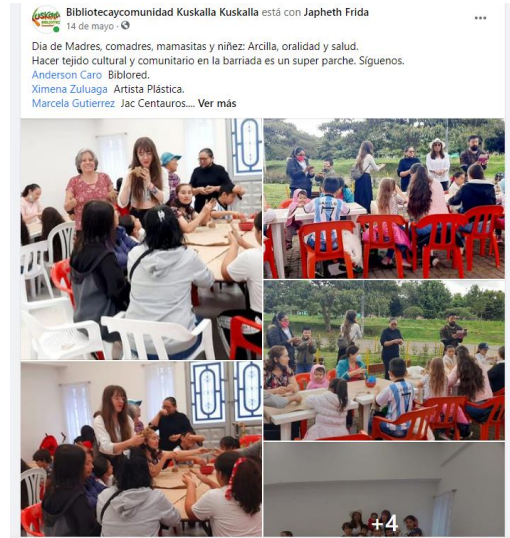 Bibliotecaycomunidad Kuskalla Kuskalla está con Japheth Frida
14 de mayo ·
Dia de Madres, comadres, mamasitas y niñez: Arcilla, oralidad y salud.
Hacer tejido cultural y comunitario en la barriada es un super parche. Síguenos.
Anderson Caro Biblored.
Ximena Zuluaga Artista Plástica.
Marcela Gutierrez Jac Centauros.... Ver más
+4